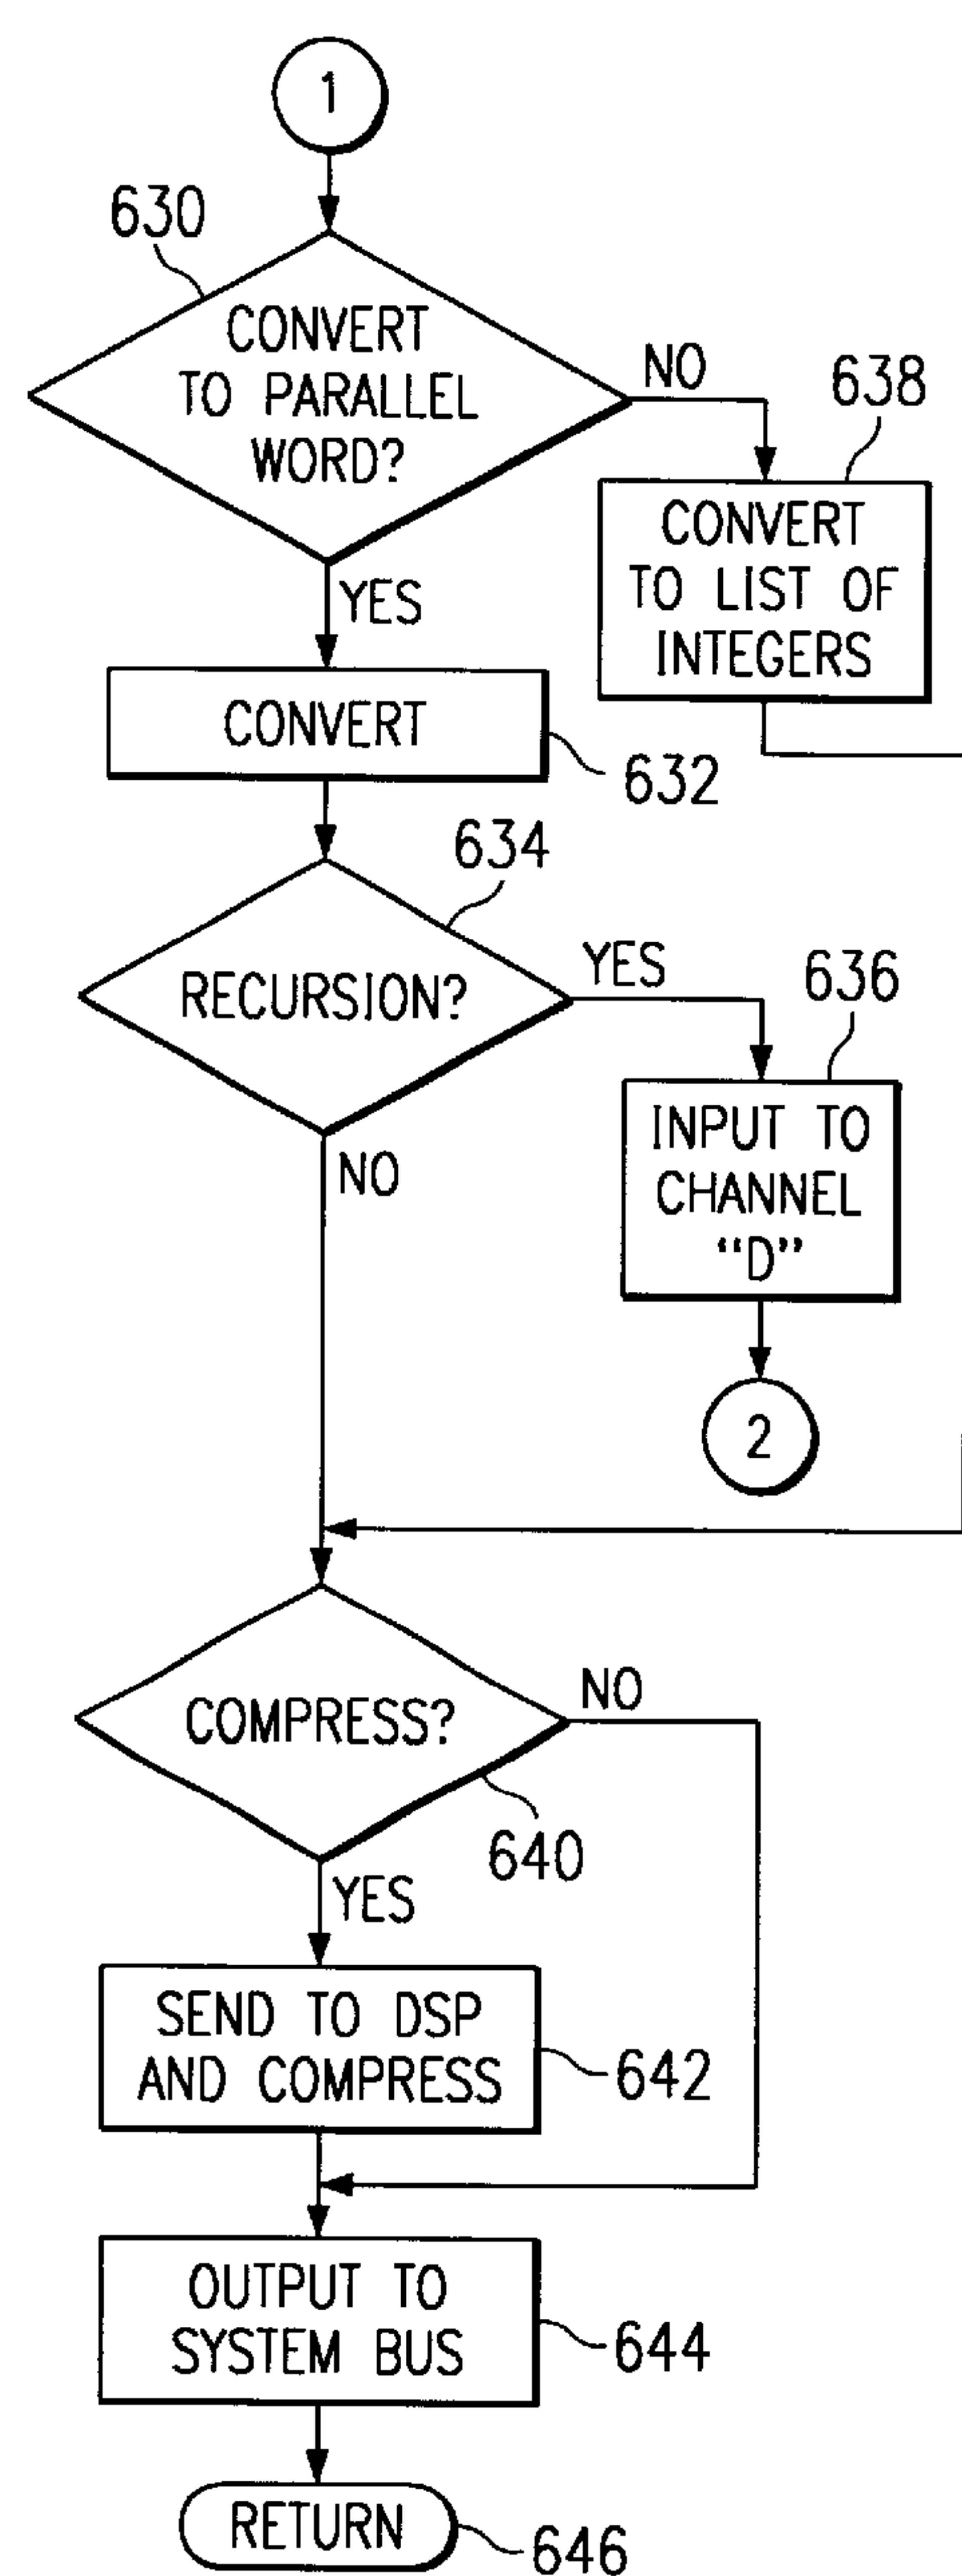 1
630
CONVERT
TO PARALLEL
WORD?
NO
638
CONVERT
TO LIST OF
INTEGERS
YES
CONVERT
632
634
RECURSION?
YES
636
INPUT TO
CHANNEL
“D”
NO
2
COMPRESS?
NO
640
YES
SEND TO DSP
AND COMPRESS
642
OUTPUT TO
SYSTEM BUS
644
RETURN
646